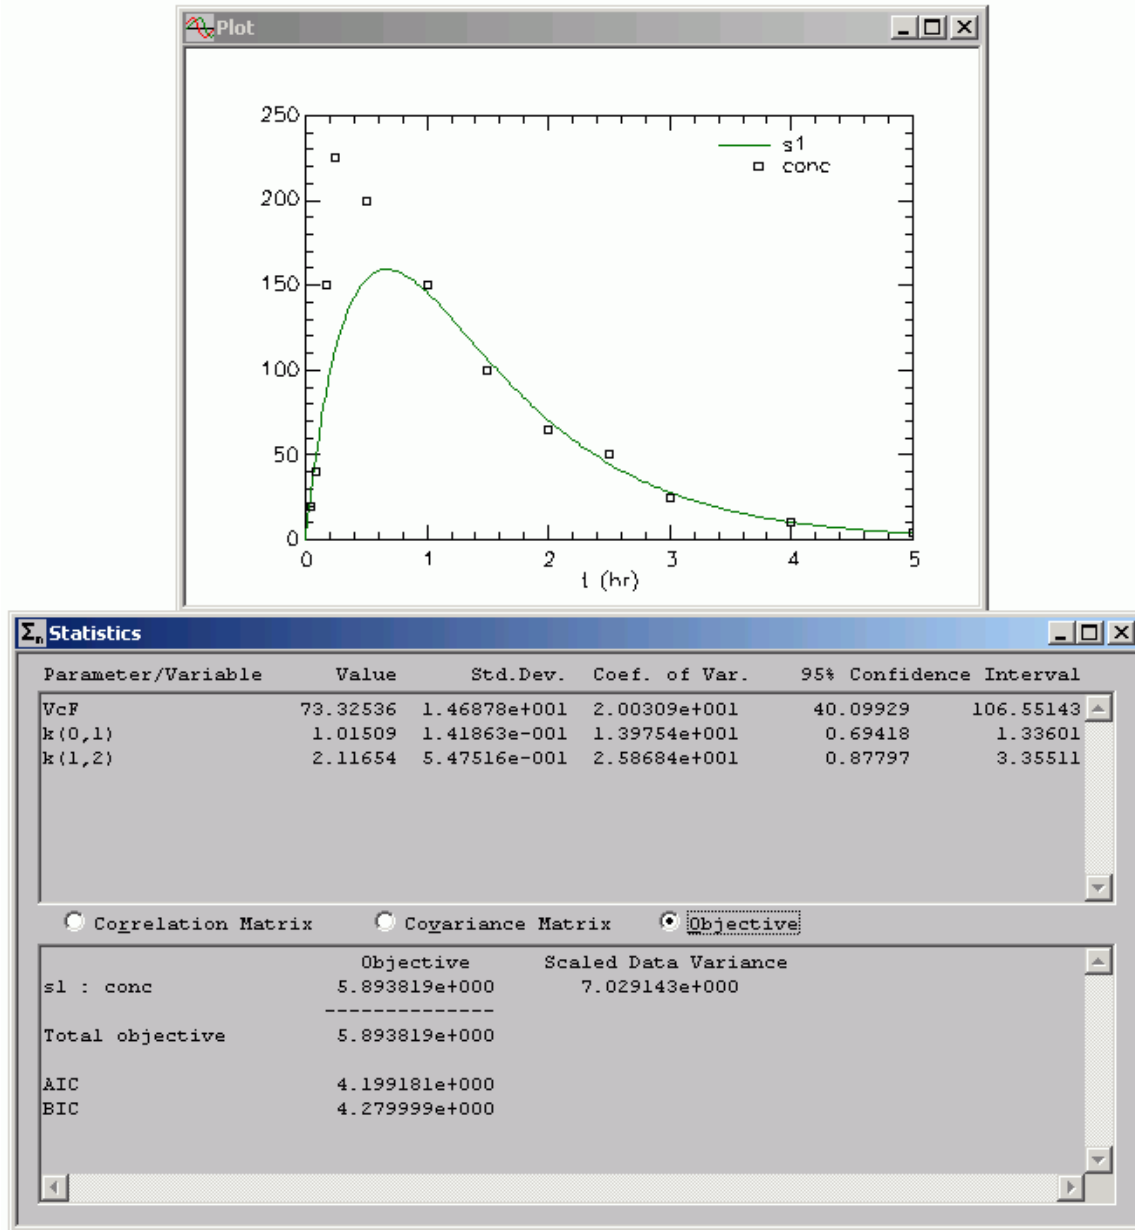 Plot
250
s1
conc
200
150
100
50
0
0 1 2 3 4 5
t (hr)
Σn Statistics
Parameter/Variable Value Std.Dev. Coef. of Var. 95% Confidence Interval
VcF 73.32536 1.46878e+001 2.00309e+001 40.09929 106.55143
k(0,1) 1.01509 1.41863e-001 1.39754e+001 0.69418 1.33601
k(1,2) 2.11654 5.47516e-001 2.58684e+001 0.87797 3.35511
Correlation Matrix Covariance Matrix Objective
Objective Scaled Data Variance
s1 : conc 5.893819e+000 7.029143e+000
--------------
Total objective 5.893819e+000
AIC 4.199181e+000
BIC 4.279999e+000